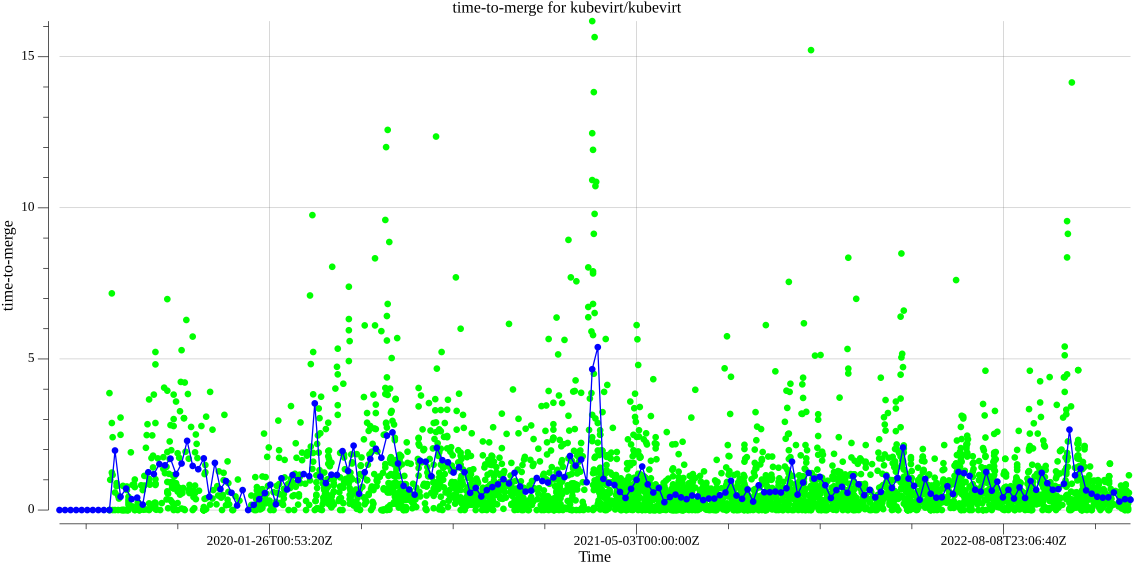 time-to-merge for kubevirt/kubevirt
15
10
5
0
time-to-merge
2020-01-26T00:53:20Z
2021-05-03T00:00:00Z
2022-08-08T23:06:40Z
Time